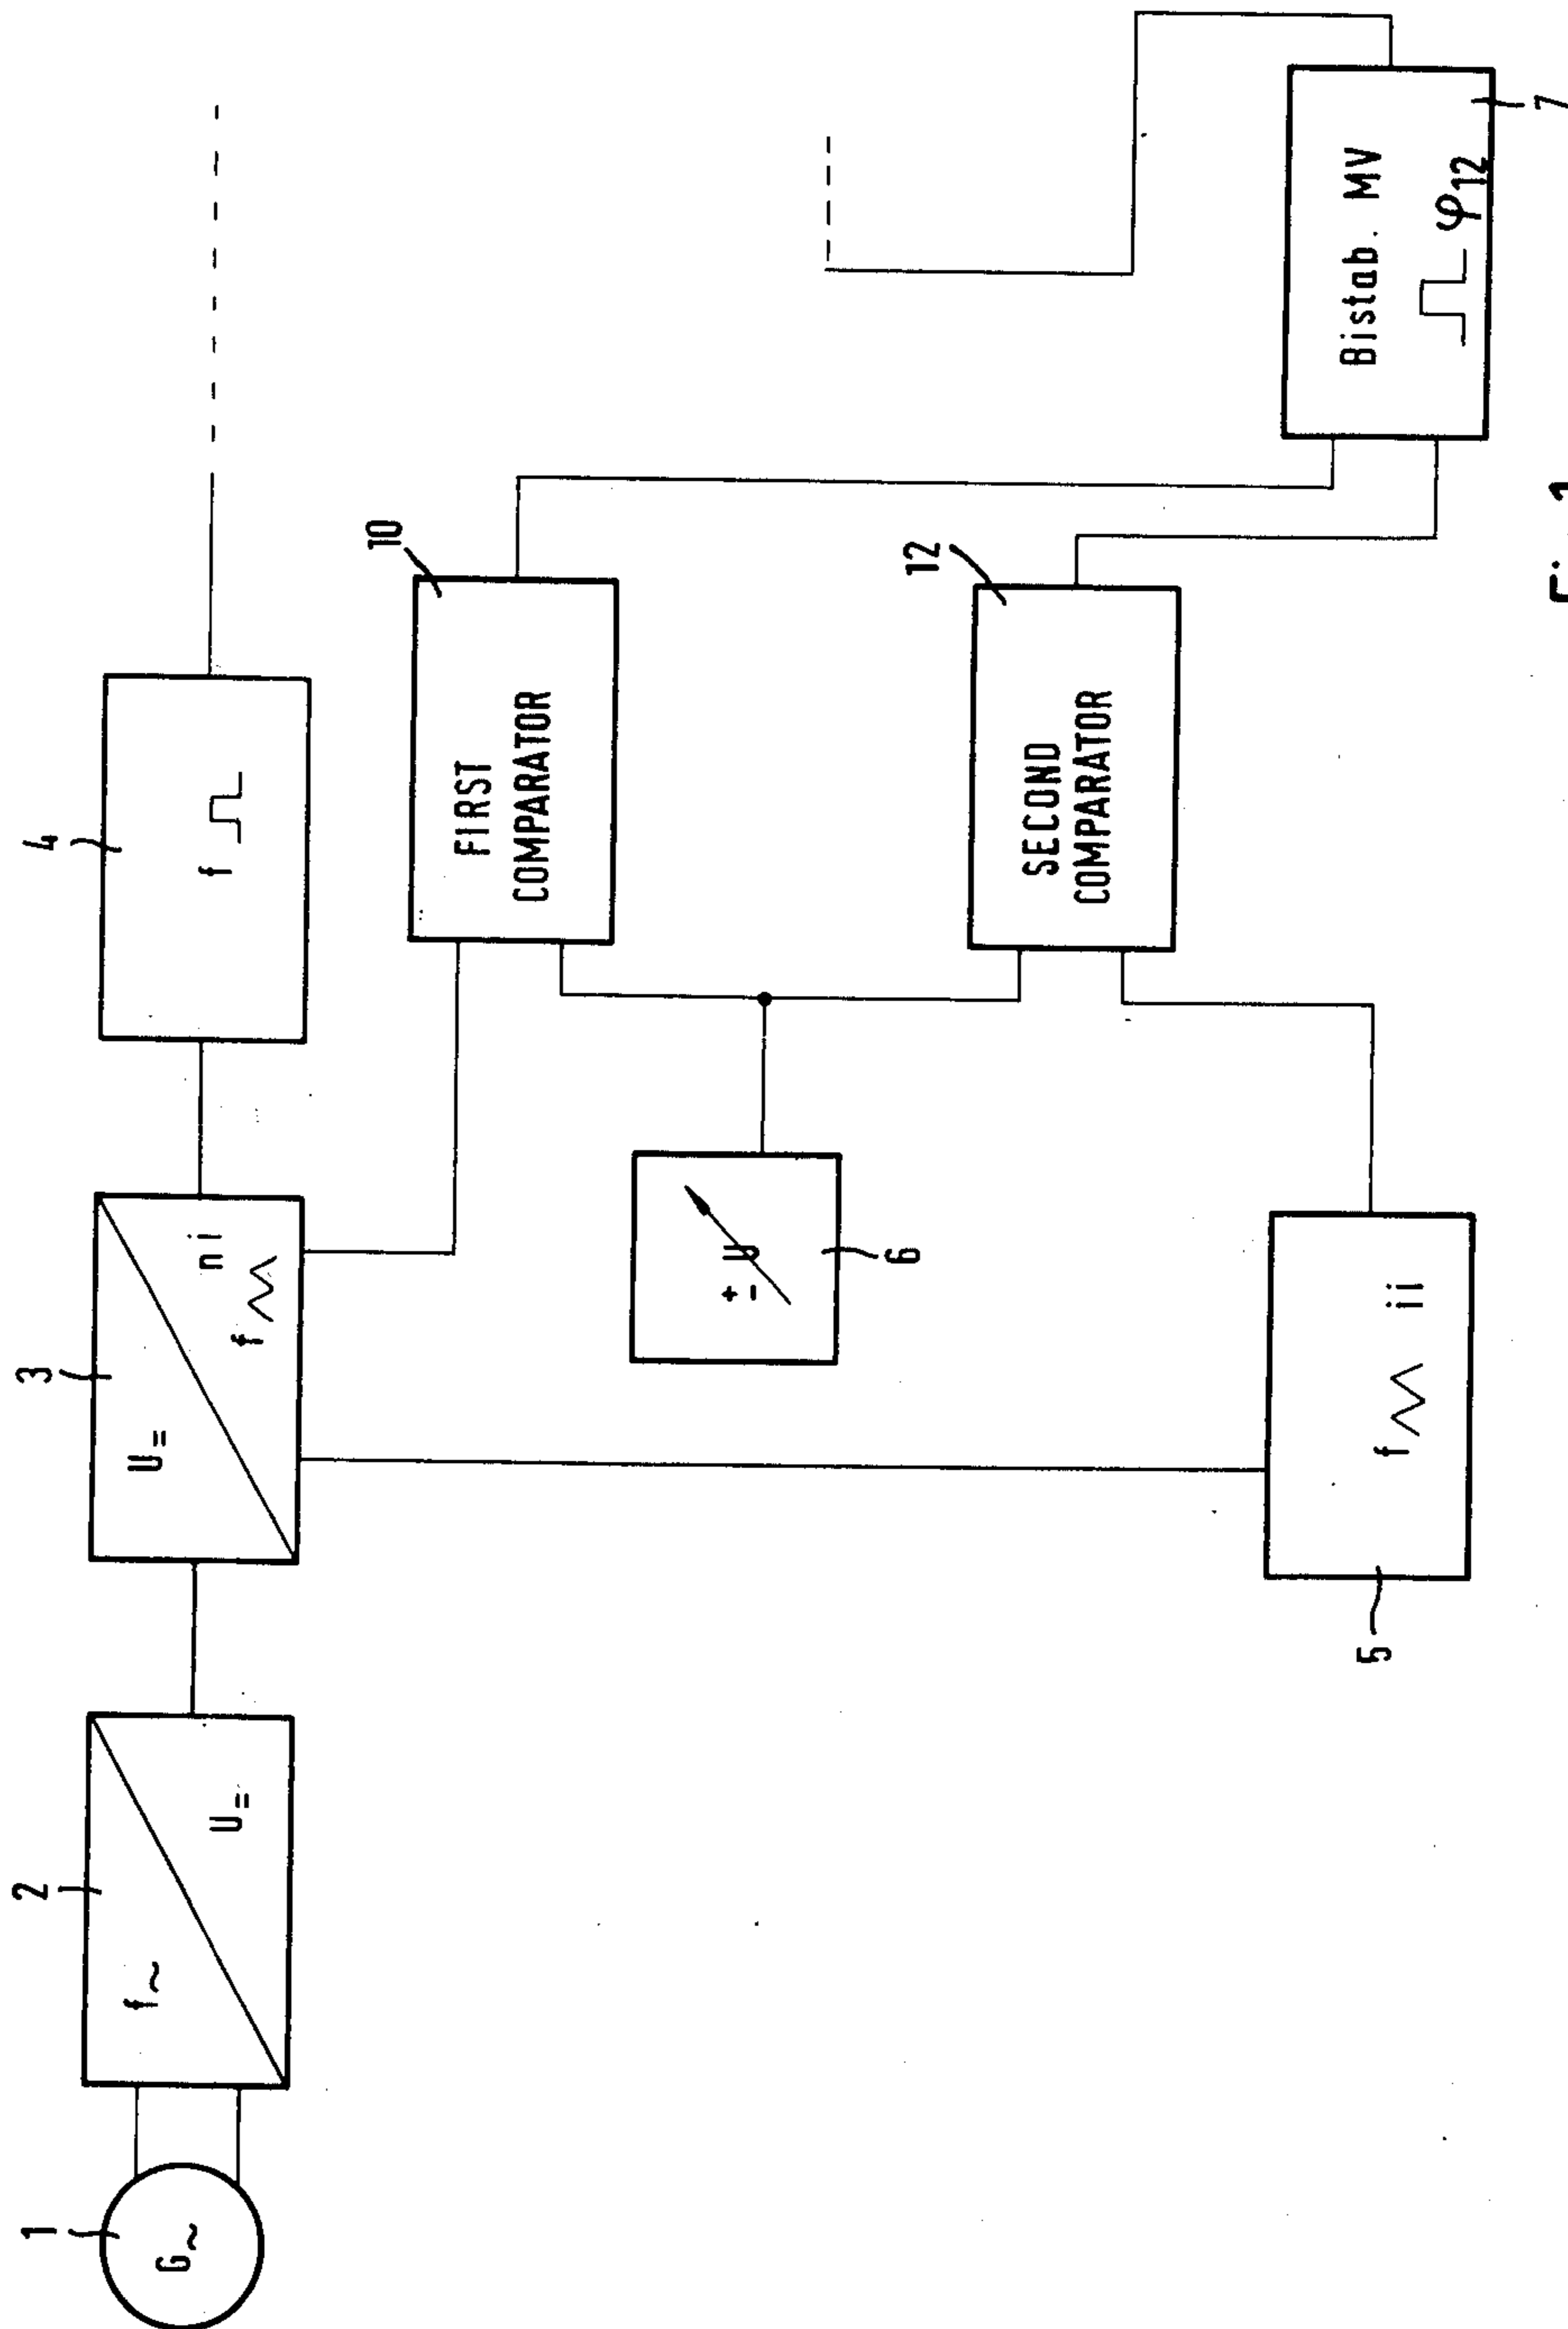 1
G~
2
f~
U=
3
U=
ni
f
4
f
10
FIRST
COMPARATOR
± U
6
12
SECOND
COMPARATOR
5
f
ii
Bistab. MV
φ12
7